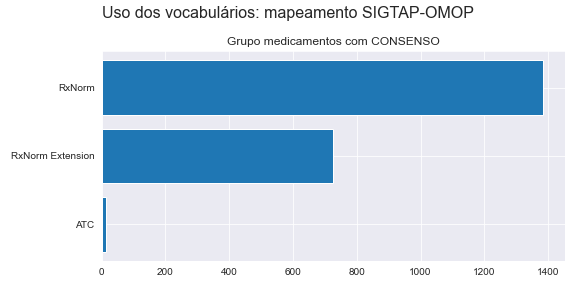 Uso dos vocabulários: mapeamento SIGTAP-OMOP
Grupo medicamentos com CONSENSO
RxNorm
RxNorm Extension
ATC
0 200 400 600 800 1000 1200 1400